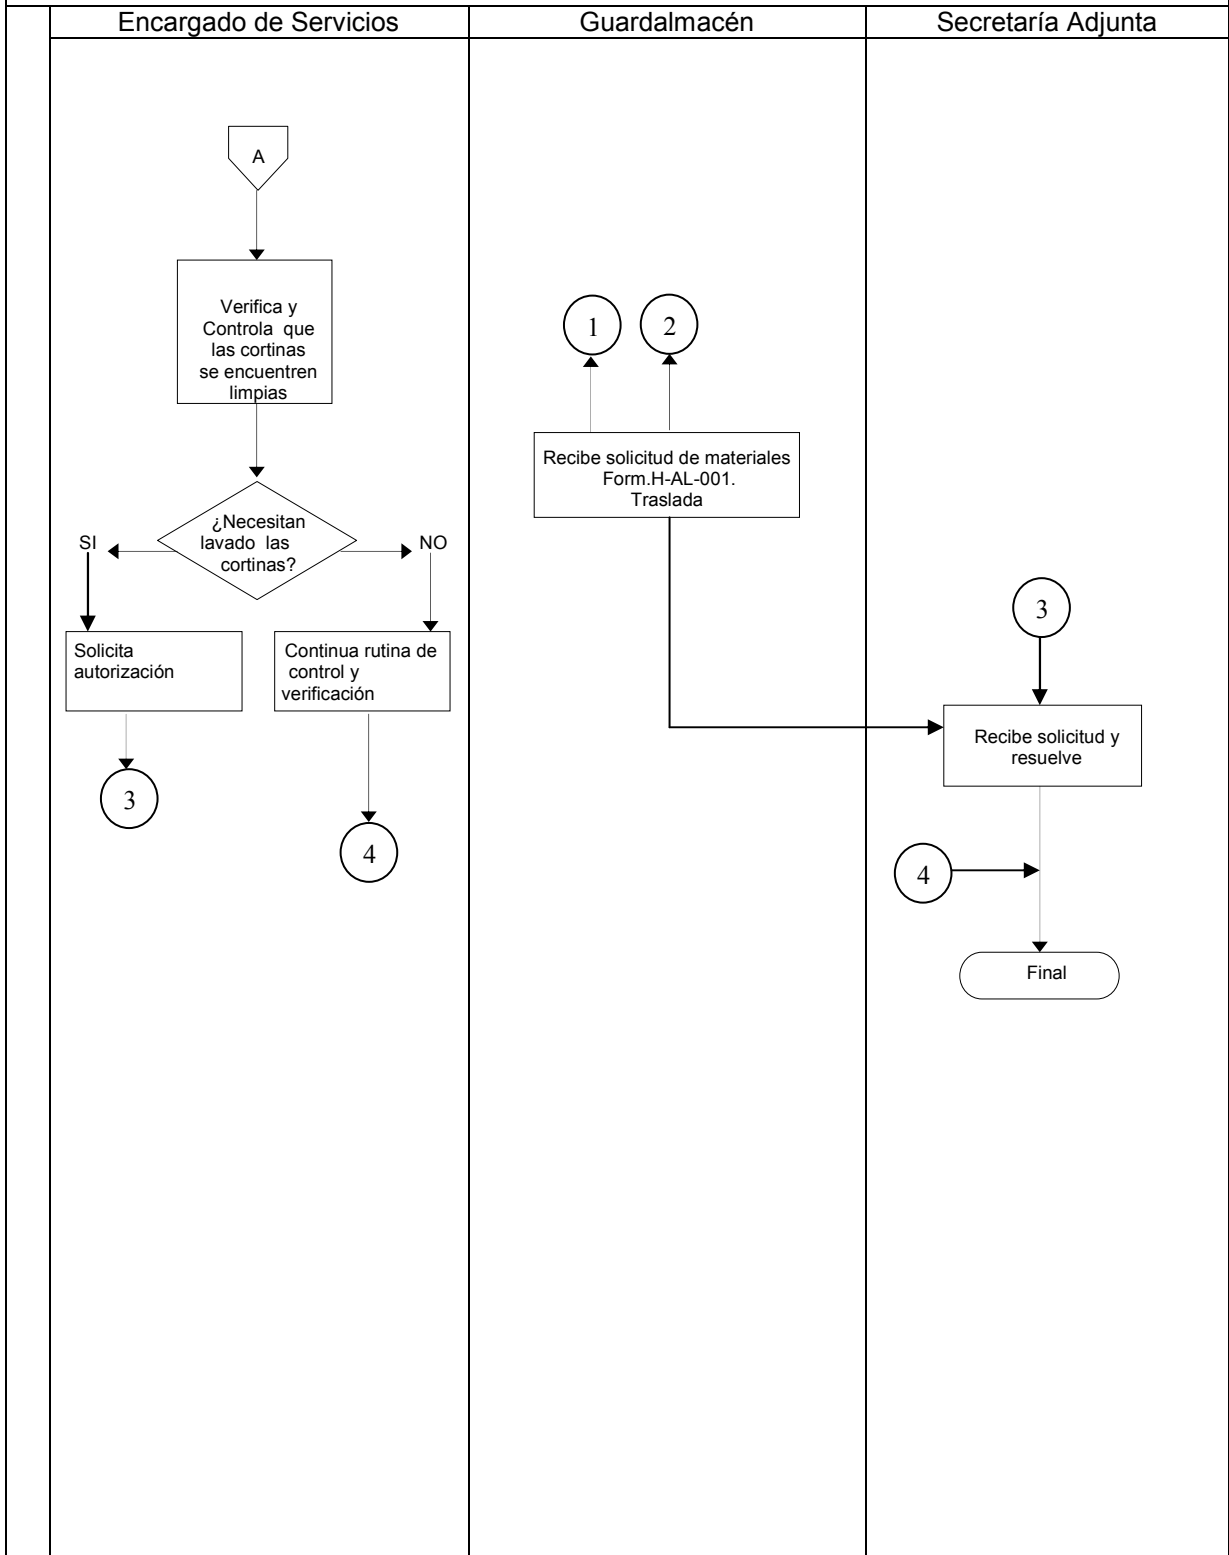 Encargado de Servicios
Guardalmacén
Secretaría Adjunta
A
Verifica y
Controla que
las cortinas
se encuentren
limpias
¿Necesitan
lavado las
cortinas?
SI
NO
Solicita
autorización
Continua rutina de
control y
verificación
3
4
1
2
Recibe solicitud de materiales
Form.H-AL-001.
Traslada
3
Recibe solicitud y
resuelve
4
Final